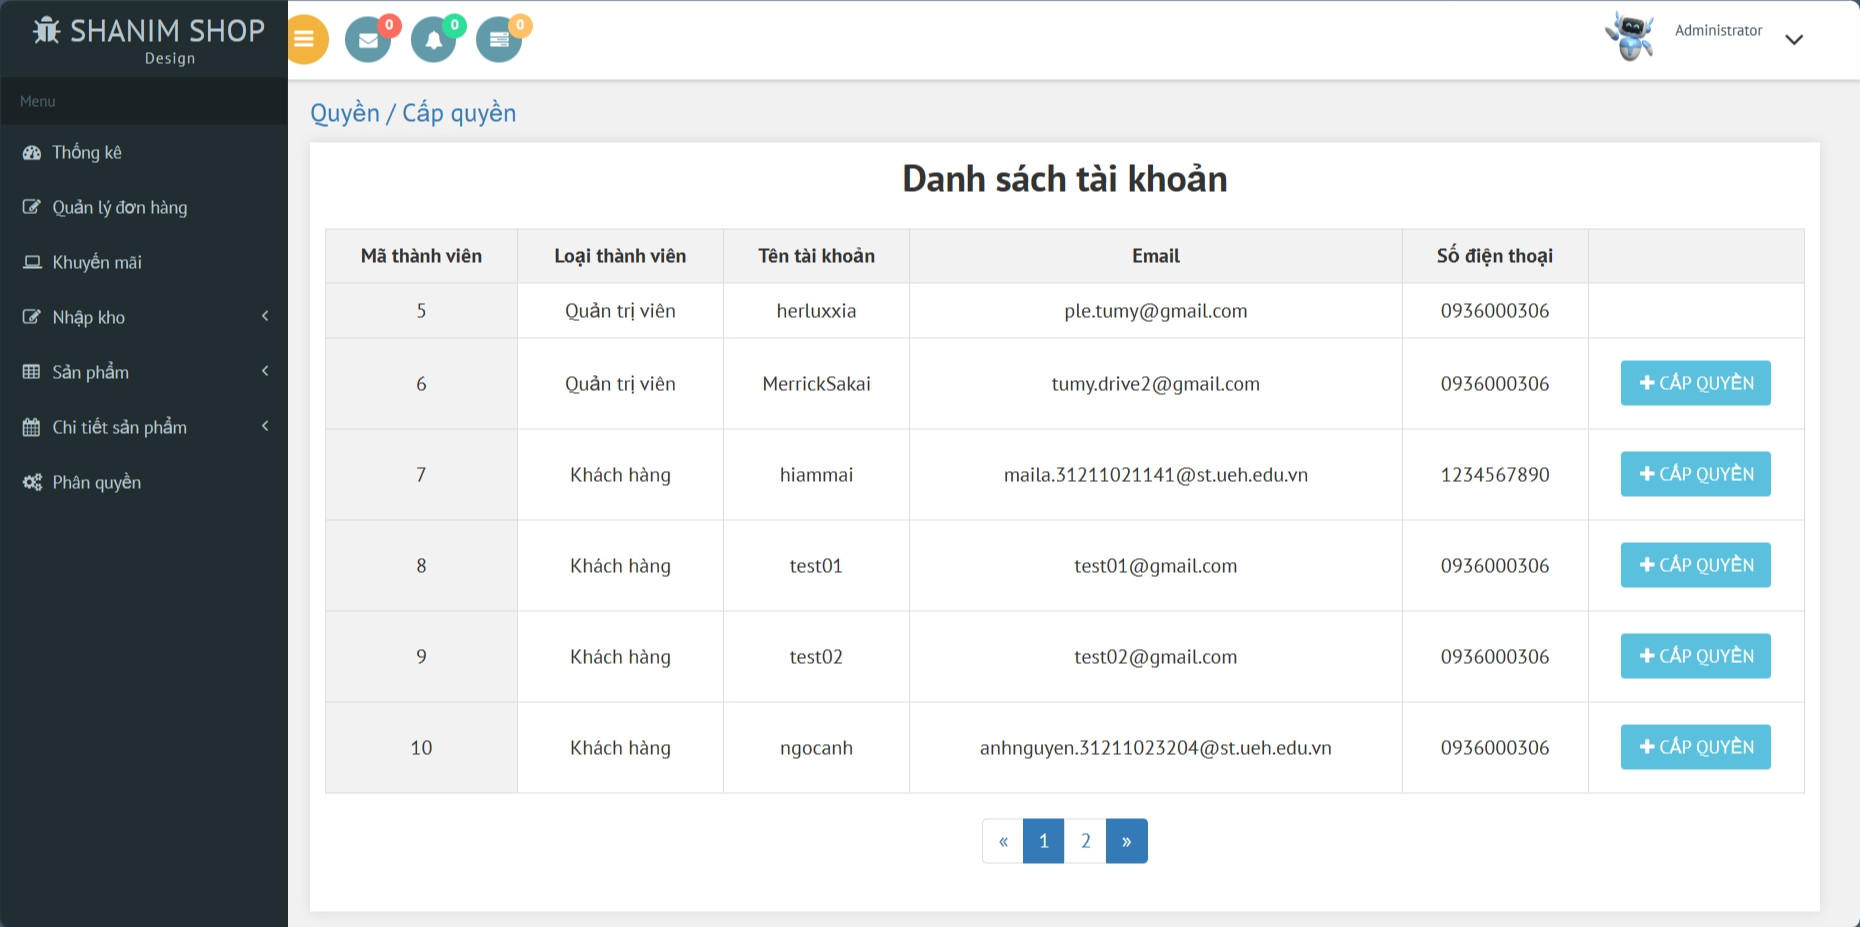 SHANIM SHOP
Design
0
0
0
Administrator
Menu
Thống kê
Quản lý đơn hàng
Khuyến mãi
Nhập kho
Sản phẩm
Chi tiết sản phẩm
Phân quyền
Quyền / Cấp quyền
Danh sách tài khoản
Mã thành viên Loại thành viên Tên tài khoản Email Số điện thoại
5 Quản trị viên herluxxia ple.tumy@gmail.com 0936000306
6 Quản trị viên MerrickSakai tumy.drive2@gmail.com 0936000306 CẤP QUYỀN
7 Khách hàng hiammai maila.31211021141@st.ueh.edu.vn 1234567890 CẤP QUYỀN
8 Khách hàng test01 test01@gmail.com 0936000306 CẤP QUYỀN
9 Khách hàng test02 test02@gmail.com 0936000306 CẤP QUYỀN
10 Khách hàng ngocanh anhnguyen.31211023204@st.ueh.edu.vn 0936000306 CẤP QUYỀN
« 1 2 »